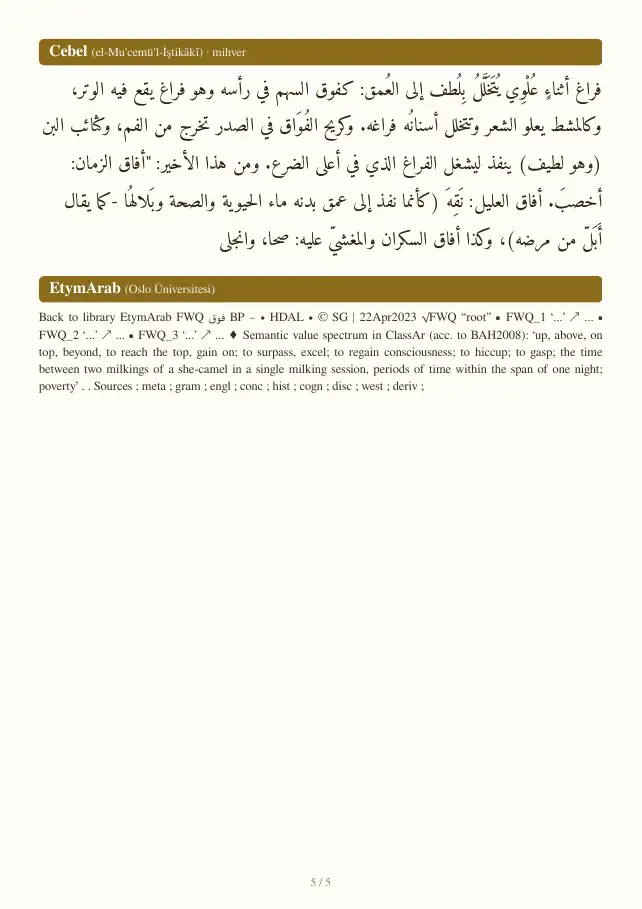 Cebel (el-Mu'cemü'l-İştikâkî) · mihver
فراغ أثناءٍ عُلْوِي يُتَخَلَّلُ بِلُطف إلى العُمق: كفوق السهم في رأسه وهو فراغ يقع فيه الوتر،
وكالمشط يعلو الشعر وتتخلل أسنانُه فراغه. وكريح الفُوَاق في الصدر تخرج من الفم، وكثائب البن
(وهو لطيف) ينفذ ليشغل الفراغ الذي في أعلى الضرع. ومن هذا الأخير: "أفاق الزمان:
أخصبَ. أفاق العليل: نَقِهَ (كأنما نفذ إلى عمق بدنه ماء الحيوية والصحة وبَلالهُا -كما يقال
أَبَلّ من مرضه)، وكذا أفاق السكران والمغشيّ عليه: صحا، وانجلى
EtymArab (Oslo Üniversitesi)
Back to library EtymArab FWQ فوق BP – • HDAL • © SG | 22Apr2023 √FWQ “root” ▪ FWQ_1 ‘...’ ↗ ... ▪
FWQ_2 ‘...’ ↗ ... ▪ FWQ_3 ‘...’ ↗ ... ♦ Semantic value spectrum in ClassAr (acc. to BAH2008): ‘up, above, on
top, beyond, to reach the top, gain on; to surpass, excel; to regain consciousness; to hiccup; to gasp; the time
between two milkings of a she-camel in a single milking session, periods of time within the span of one night;
poverty’ . . Sources ; meta ; gram ; engl ; conc ; hist ; cogn ; disc ; west ; deriv ;
5 / 5